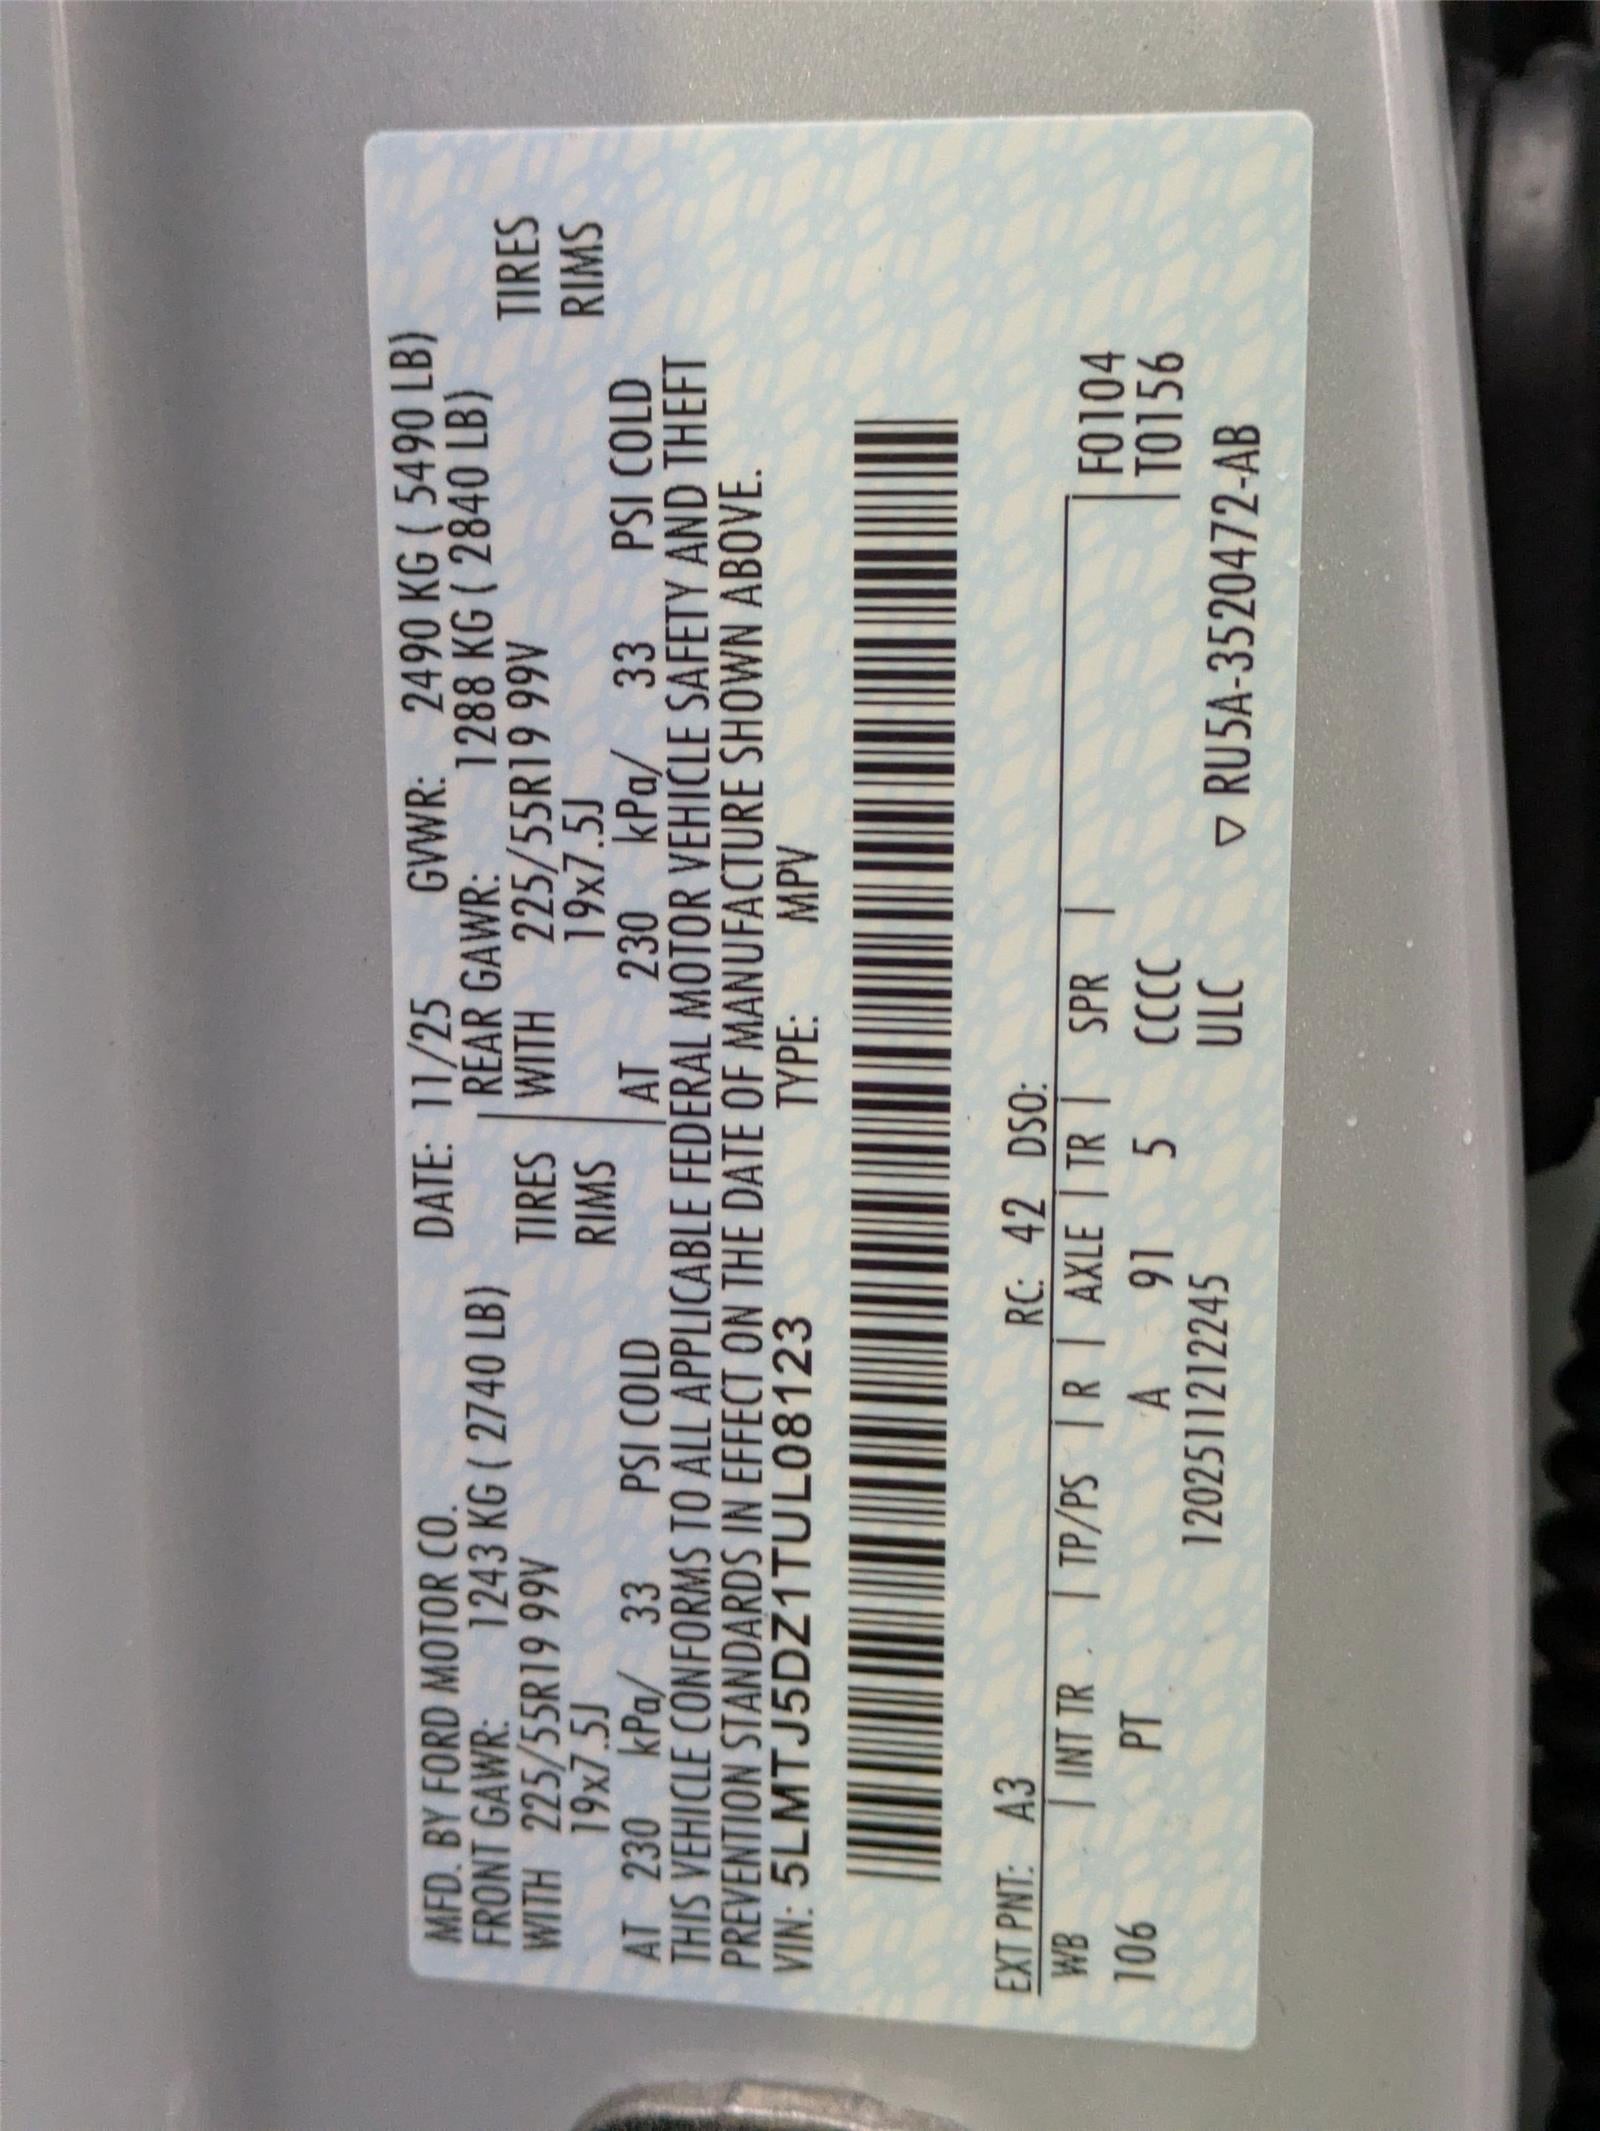 MFD. BY FORD MOTOR CO.
DATE: 11/25 GVWR: 2490 KG ( 5490 LB)
FRONT GAWR: 1243 KG ( 2740 LB) REAR GAWR: 1288 KG ( 2840 LB)
WITH 225/55R19 99V TIRES | WITH 225/55R19 99V TIRES
19x7.5J RIMS 19x7.5J RIMS
AT 230 kPa/ 33 PSI COLD | AT 230 kPa/ 33 PSI COLD
THIS VEHICLE CONFORMS TO ALL APPLICABLE FEDERAL MOTOR VEHICLE SAFETY AND THEFT
PREVENTION STANDARDS IN EFFECT ON THE DATE OF MANUFACTURE SHOWN ABOVE.
VIN: 5LMTJ5DZ1TUL08123 TYPE: MPV
EXT PNT: A3 RC: 42 DSO:
WB | INT TR | TP/PS | R | AXLE | TR | SPR | | F0104
106 PT A 91 5 CCCC | T0156
1202511212245 ULC ▽ RU5A-3520472-AB